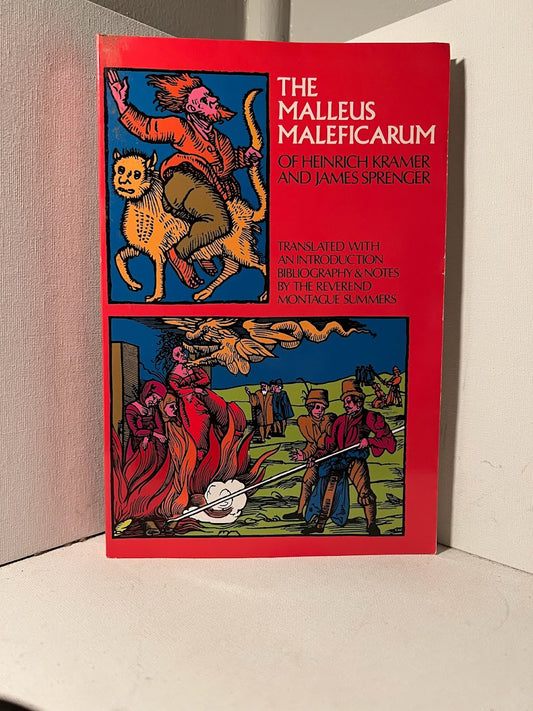 THE
MALLEUS
MALEFICARUM
OF HEINRICH KRAMER
AND JAMES SPRENGER
TRANSLATED WITH
AN INTRODUCTION
BIBLIOGRAPHY & NOTES
BY THE REVEREND
MONTAGUE SUMMERS